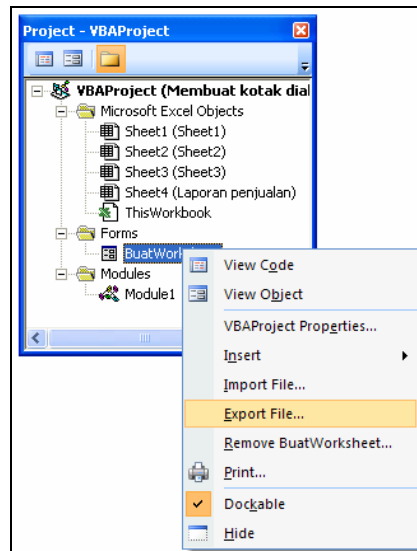 Project - VBAProject
VBAProject (Membuat kotak dial
Microsoft Excel Objects
Sheet1 (Sheet1)
Sheet2 (Sheet2)
Sheet3 (Sheet3)
Sheet4 (Laporan penjualan)
ThisWorkbook
Forms
BuatWork
Modules
Module1
View Code
View Object
VBAProject Properties...
Insert
Import File...
Export File...
Remove BuatWorksheet...
Print...
Dockable
Hide